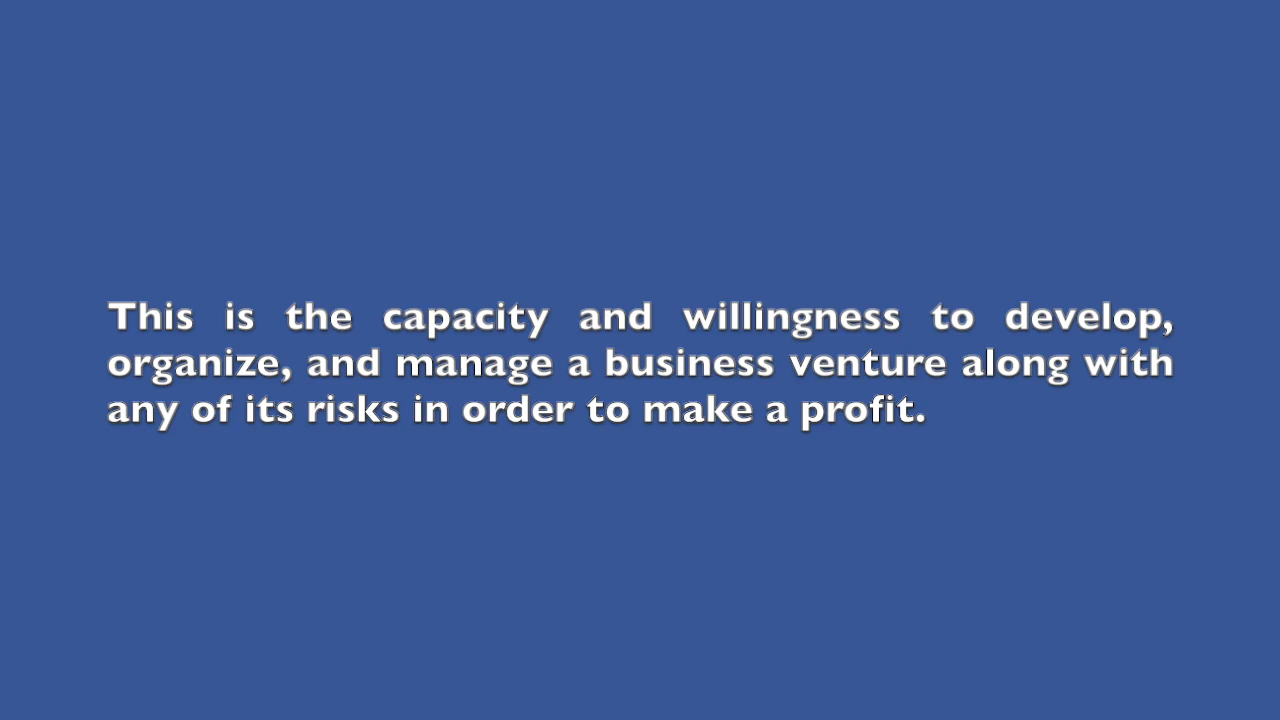 This is the capacity and willingness to develop,
organize, and manage a business venture along with
any of its risks in order to make a profit.